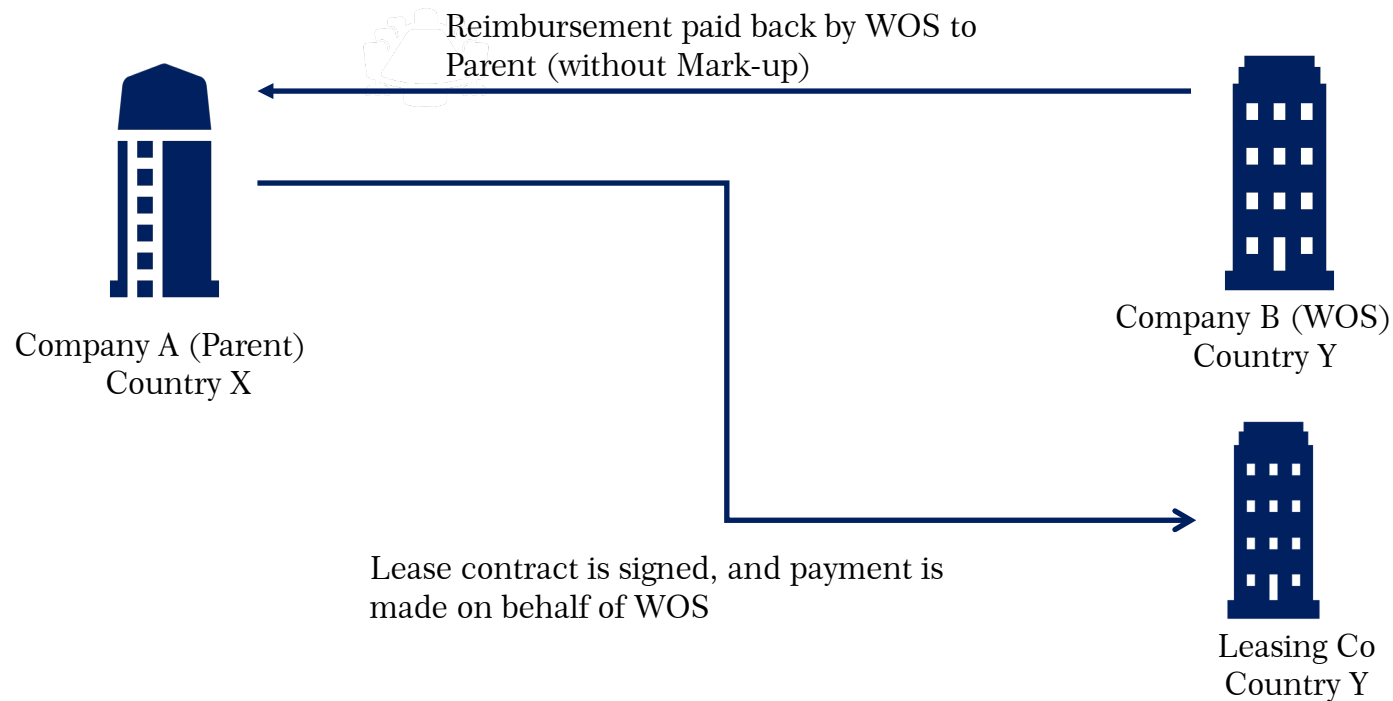 Reimbursement paid back by WOS to
Parent (without Mark-up)
Company A (Parent)
Country X
Company B (WOS)
Country Y
Lease contract is signed, and payment is
made on behalf of WOS
Leasing Co
Country Y